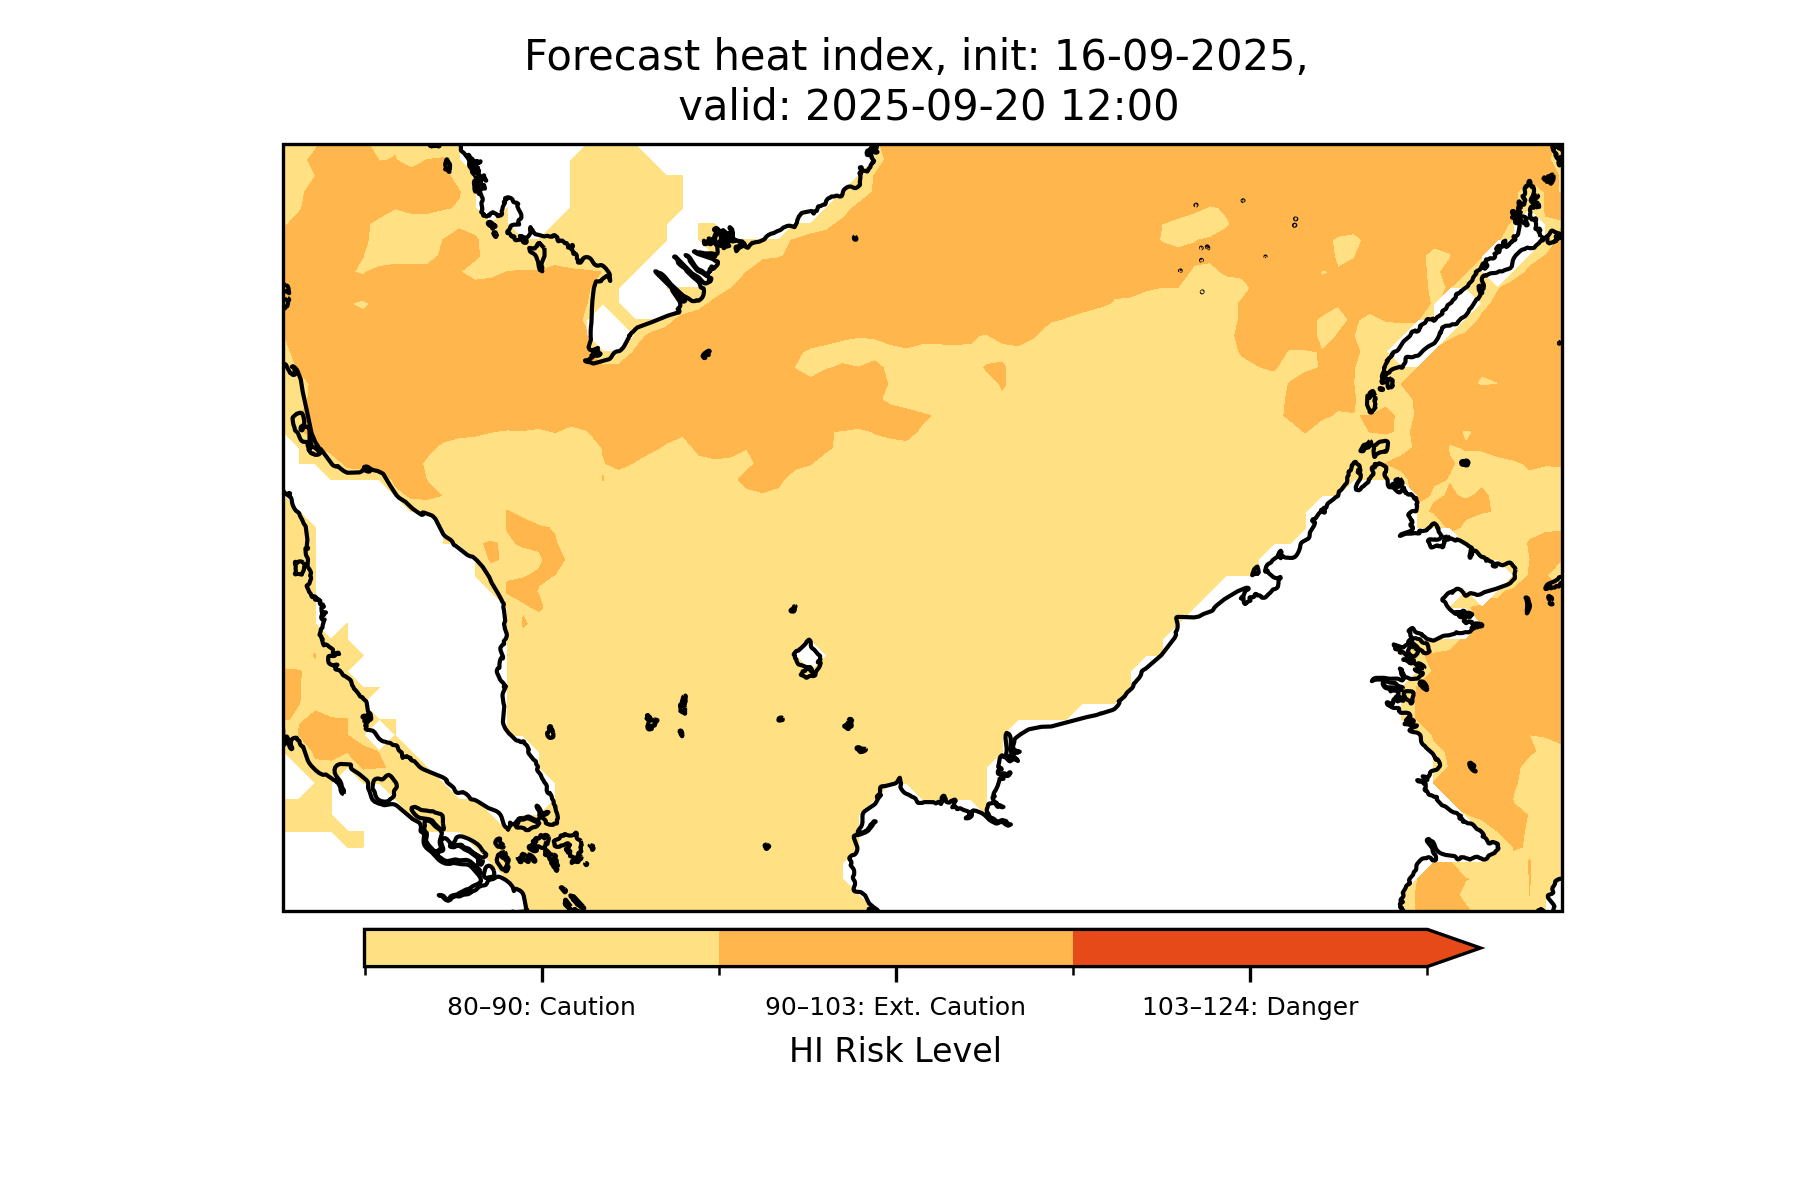 Forecast heat index, init: 16-09-2025,
valid: 2025-09-20 12:00
80–90: Caution
90–103: Ext. Caution
103–124: Danger
HI Risk Level